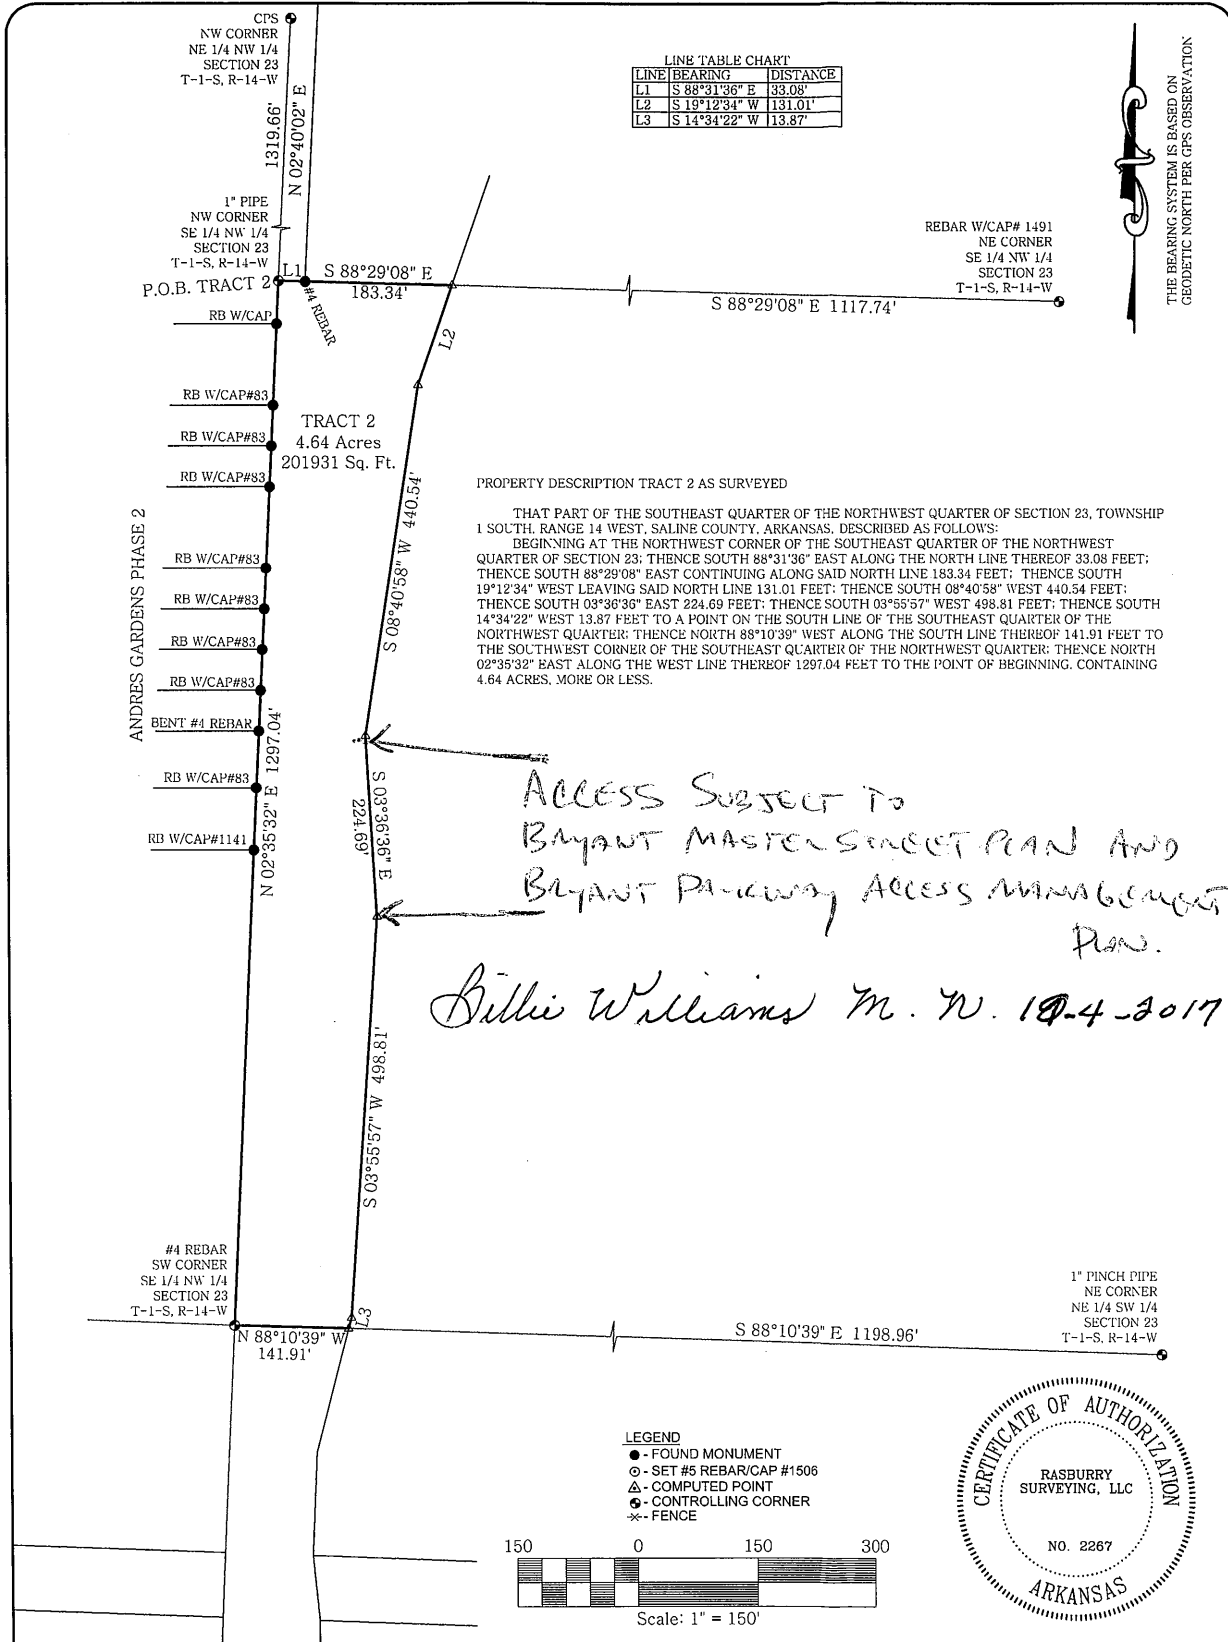 CPS
NW CORNER
NE 1/4 NW 1/4
SECTION 23
T-1-S, R-14-W
1319.66'
N 02°40'02" E
LINE TABLE CHART
LINE BEARING DISTANCE
L1 S 88°31'36" E 33.08'
L2 S 19°12'34" W 131.01'
L3 S 14°34'22" W 13.87'
THE BEARING SYSTEM IS BASED ON
GEODETIC NORTH PER GPS OBSERVATION
1" PIPE
NW CORNER
SE 1/4 NW 1/4
SECTION 23
T-1-S, R-14-W
P.O.B. TRACT 2
L1
S 88°29'08" E
183.34'
#4 REBAR
L2
REBAR W/CAP# 1491
NE CORNER
SE 1/4 NW 1/4
SECTION 23
T-1-S, R-14-W
S 88°29'08" E 1117.74'
RB W/CAP
RB W/CAP#83
RB W/CAP#83
RB W/CAP#83
RB W/CAP#83
RB W/CAP#83
RB W/CAP#83
RB W/CAP#83
BENT #4 REBAR
RB W/CAP#83
RB W/CAP#1141
ANDRES GARDENS PHASE 2
TRACT 2
4.64 Acres
201931 Sq. Ft.
S 08°40'58" W 440.54'
N 02°35'32" E 1297.04'
S 03°36'36" E
224.69'
S 03°55'57" W 498.81'
PROPERTY DESCRIPTION TRACT 2 AS SURVEYED
THAT PART OF THE SOUTHEAST QUARTER OF THE NORTHWEST QUARTER OF SECTION 23, TOWNSHIP
1 SOUTH, RANGE 14 WEST, SALINE COUNTY, ARKANSAS, DESCRIBED AS FOLLOWS:
BEGINNING AT THE NORTHWEST CORNER OF THE SOUTHEAST QUARTER OF THE NORTHWEST
QUARTER OF SECTION 23; THENCE SOUTH 88°31'36" EAST ALONG THE NORTH LINE THEREOF 33.08 FEET;
THENCE SOUTH 88°29'08" EAST CONTINUING ALONG SAID NORTH LINE 183.34 FEET; THENCE SOUTH
19°12'34" WEST LEAVING SAID NORTH LINE 131.01 FEET; THENCE SOUTH 08°40'58" WEST 440.54 FEET;
THENCE SOUTH 03°36'36" EAST 224.69 FEET; THENCE SOUTH 03°55'57" WEST 498.81 FEET; THENCE SOUTH
14°34'22" WEST 13.87 FEET TO A POINT ON THE SOUTH LINE OF THE SOUTHEAST QUARTER OF THE
NORTHWEST QUARTER; THENCE NORTH 88°10'39" WEST ALONG THE SOUTH LINE THEREOF 141.91 FEET TO
THE SOUTHWEST CORNER OF THE SOUTHEAST QUARTER OF THE NORTHWEST QUARTER; THENCE NORTH
02°35'32" EAST ALONG THE WEST LINE THEREOF 1297.04 FEET TO THE POINT OF BEGINNING, CONTAINING
4.64 ACRES, MORE OR LESS.
ACCESS SUBJECT TO
BRYANT MASTER STREET PLAN AND
BRYANT PARKWAY ACCESS MANAGEMENT
PLAN.
Billie Williams M. N. -4-2017
#4 REBAR
SW CORNER
SE 1/4 NW 1/4
SECTION 23
T-1-S, R-14-W
L3
N 88°10'39" W
141.91'
S 88°10'39" E 1198.96'
1" PINCH PIPE
NE CORNER
NE 1/4 SW 1/4
SECTION 23
T-1-S, R-14-W
LEGEND
- FOUND MONUMENT
- SET #5 REBAR/CAP #1506
- COMPUTED POINT
- CONTROLLING CORNER
- FENCE
150 0 150 300
Scale: 1" = 150'
CERTIFICATE OF AUTHORIZATION
RASBURRY
SURVEYING, LLC
NO. 2267
ARKANSAS